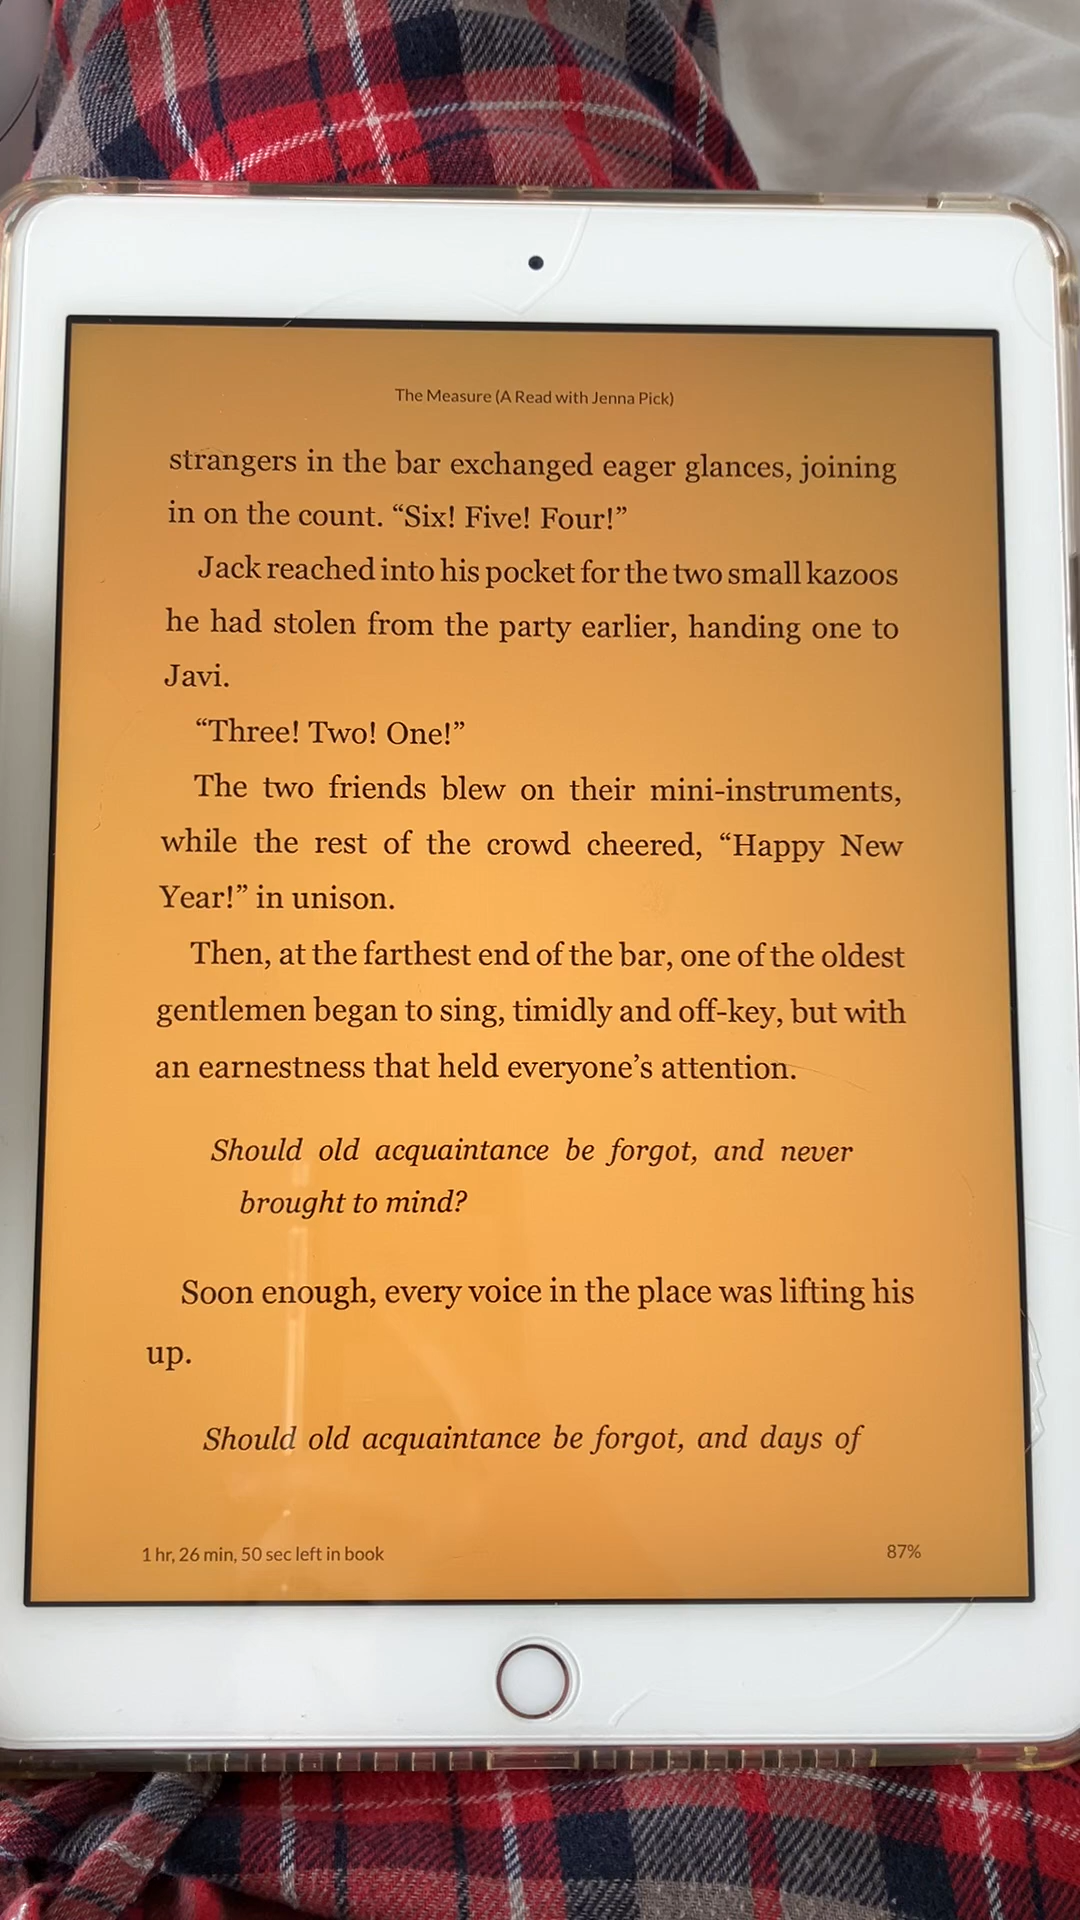 The Measure (A Read with Jenna Pick)
strangers in the bar exchanged eager glances, joining
in on the count. “Six! Five! Four!”
Jack reached into his pocket for the two small kazoos
he had stolen from the party earlier, handing one to
Javi.
“Three! Two! One!”
The two friends blew on their mini-instruments,
while the rest of the crowd cheered, “Happy New
Year!” in unison.
Then, at the farthest end of the bar, one of the oldest
gentlemen began to sing, timidly and off-key, but with
an earnestness that held everyone’s attention.
Should old acquaintance be forgot, and never
brought to mind?
Soon enough, every voice in the place was lifting his
up.
Should old acquaintance be forgot, and days of
1 hr, 26 min, 50 sec left in book
87%